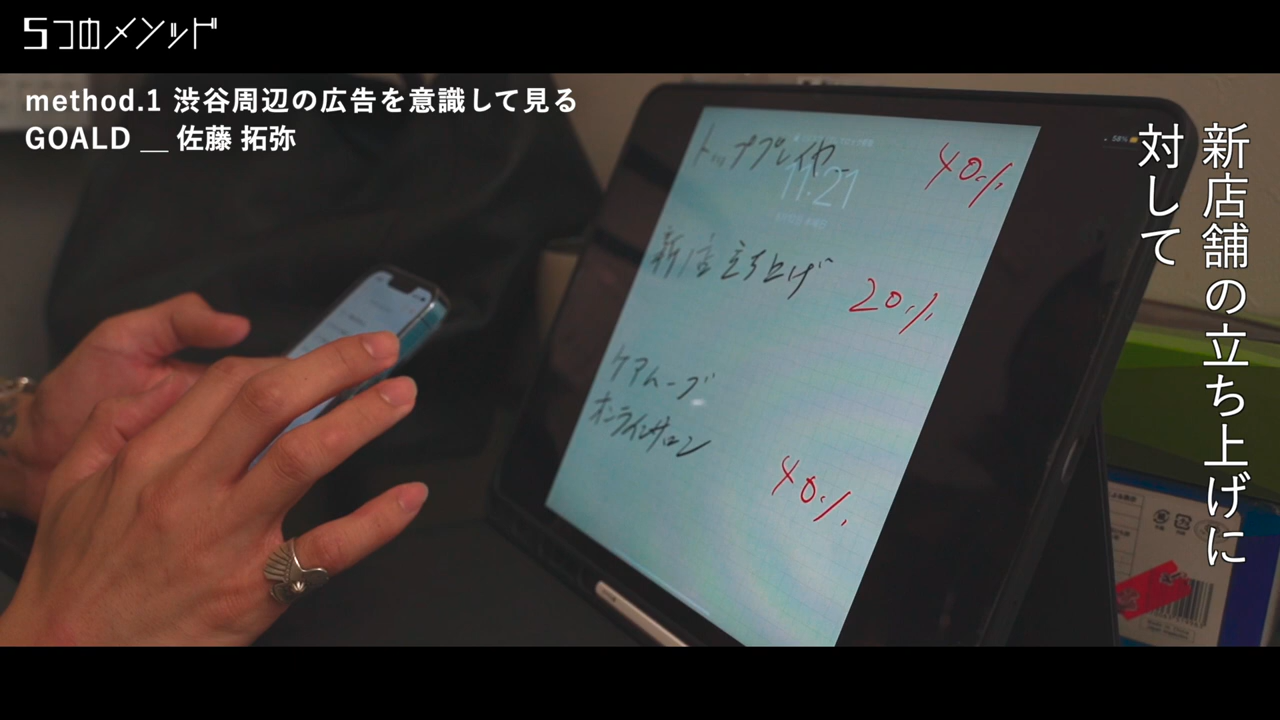 5つのメソッド
method.1 渋谷周辺の広告を意識して見る
GOALD __ 佐藤 拓弥
新店舗の立ち上げに
対して
58%
トッププレイヤー 40%
11:21
新店立ち上げ 20%
ケアムーブ
オンラインサロン
40%